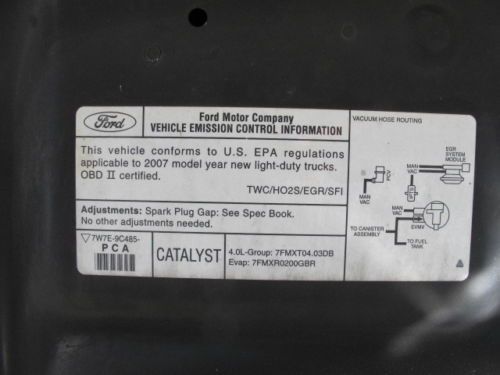 Ford
Ford Motor Company
VEHICLE EMISSION CONTROL INFORMATION
This vehicle conforms to U.S. EPA regulations
applicable to 2007 model year new light-duty trucks.
OBD II certified.
TWC/HO2S/EGR/SFI
Adjustments: Spark Plug Gap: See Spec Book.
No other adjustments needed.
7W7E-9C485-
PCA
CATALYST
4.0L-Group: 7FMXT04.03DB
Evap: 7FMXR0200GBR
VACUUM HOSE ROUTING
EGR
SYSTEM
MODULE
MAN
VAC
PCV
MAN
VAC
MAN
VAC
TO CANISTER
ASSEMBLY
EVMV
TO FUEL
TANK